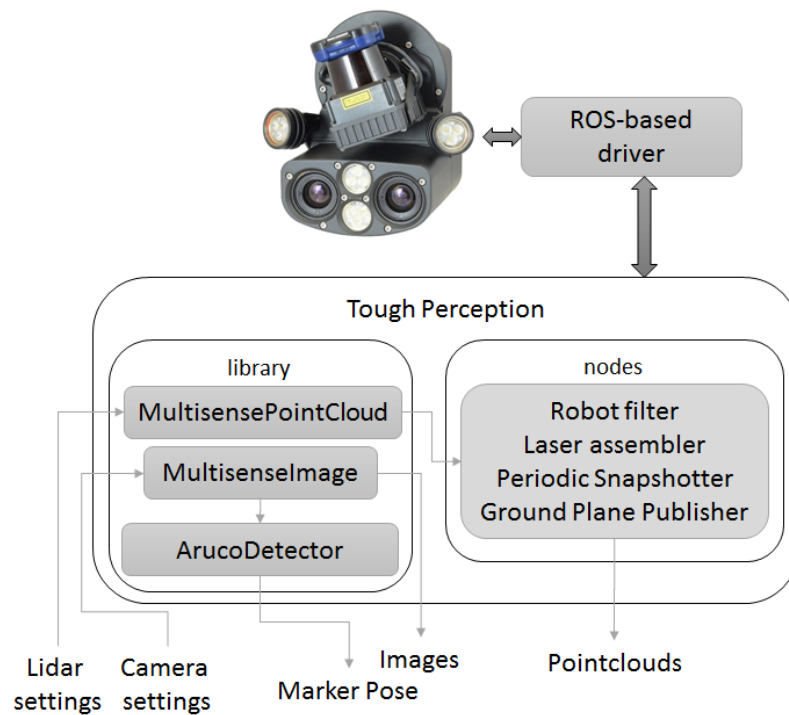 ROS-based
driver
Tough Perception
library
nodes
MultisensePointCloud
MultisenseImage
ArucoDetector
Robot filter
Laser assembler
Periodic Snapshotter
Ground Plane Publisher
Lidar
settings
Camera
settings
Marker Pose
Images
Pointclouds